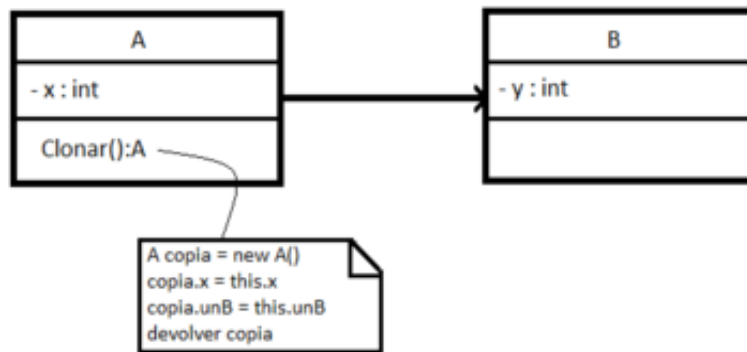 A
- x : int
Clonar():A
B
- y : int
A copia = new A()
copia.x = this.x
copia.unB = this.unB
devolver copia